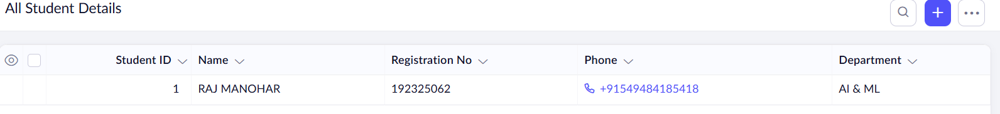 All Student Details
Student ID Name Registration No Phone Department
1 RAJ MANOHAR 192325062 +91549484185418 AI & ML